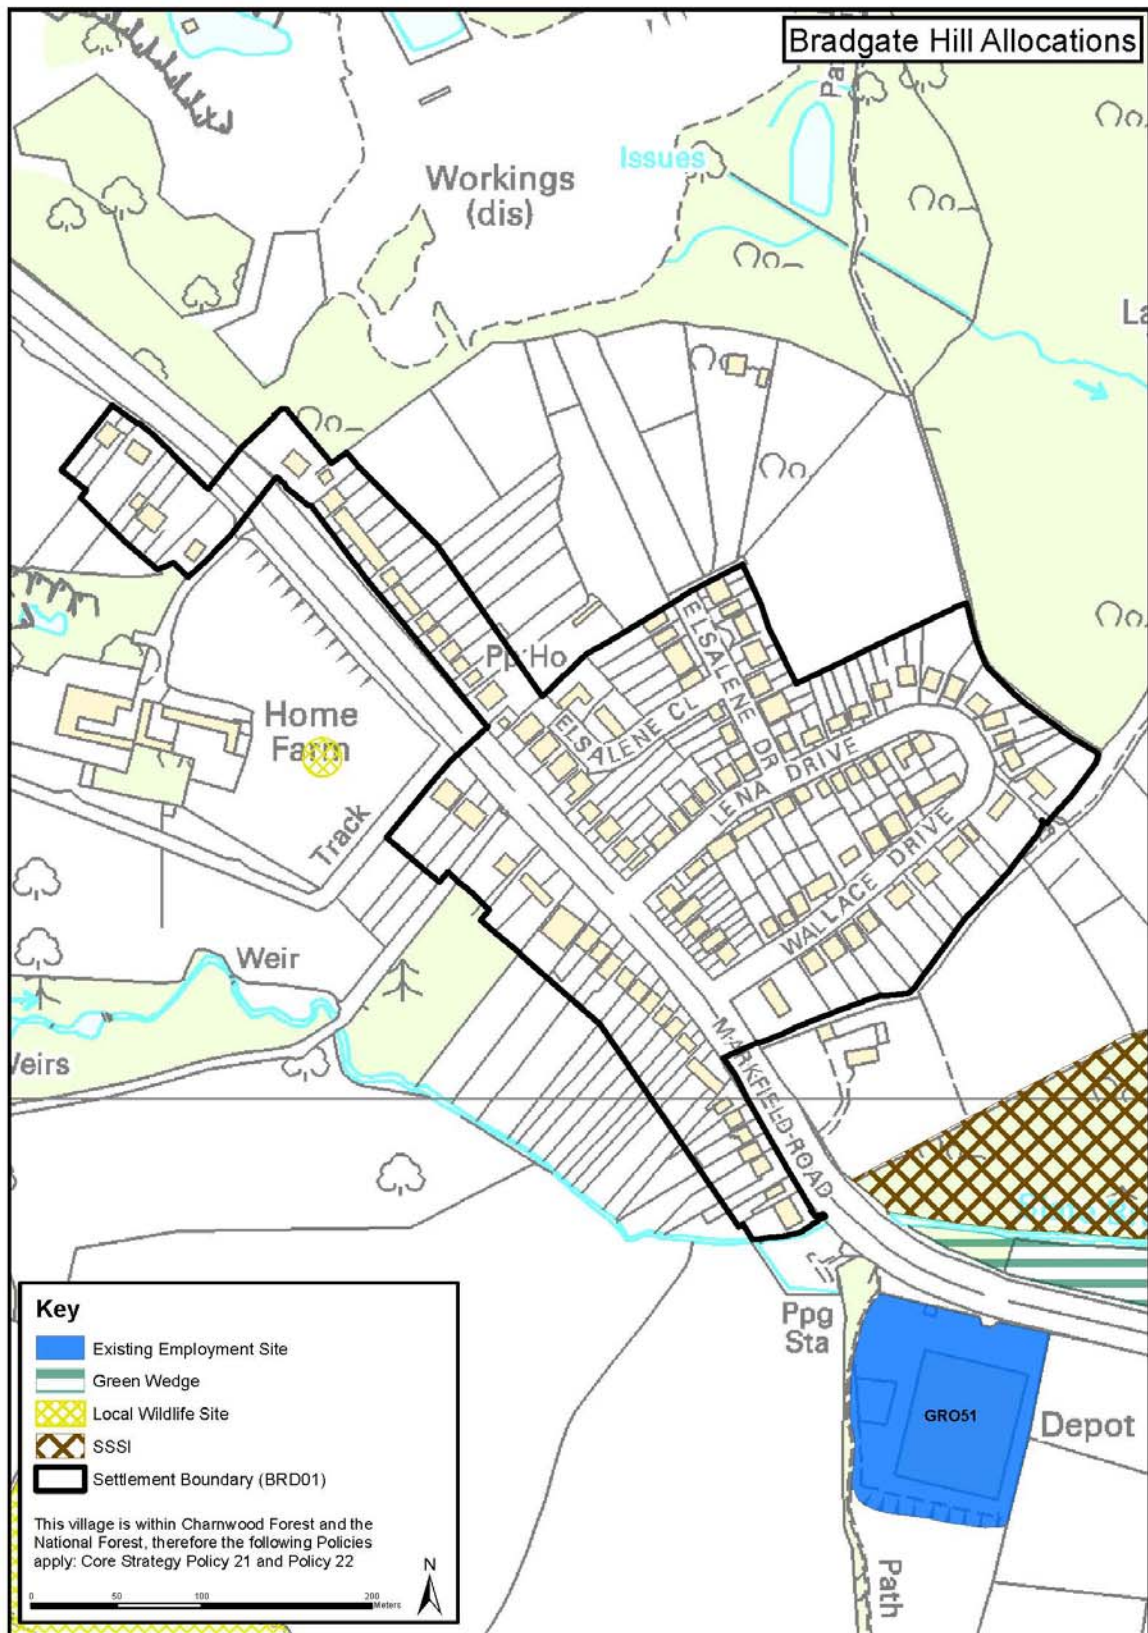 Bradgate Hill Allocations
Pa
Issues
Workings
(dis)
La
Pp Ho
ELSALENE DR
ELSALENE CL
LENA DRIVE
WALLACE DRIVE
Home
Farm
Track
Weir
Weirs
MARKFIELD ROAD
Ppg
Sta
GRO51
Depot
Path
Key
Existing Employment Site
Green Wedge
Local Wildlife Site
SSSI
Settlement Boundary (BRD01)
This village is within Charnwood Forest and the
National Forest, therefore the following Policies
apply: Core Strategy Policy 21 and Policy 22
N
0 50 100 200
Meters